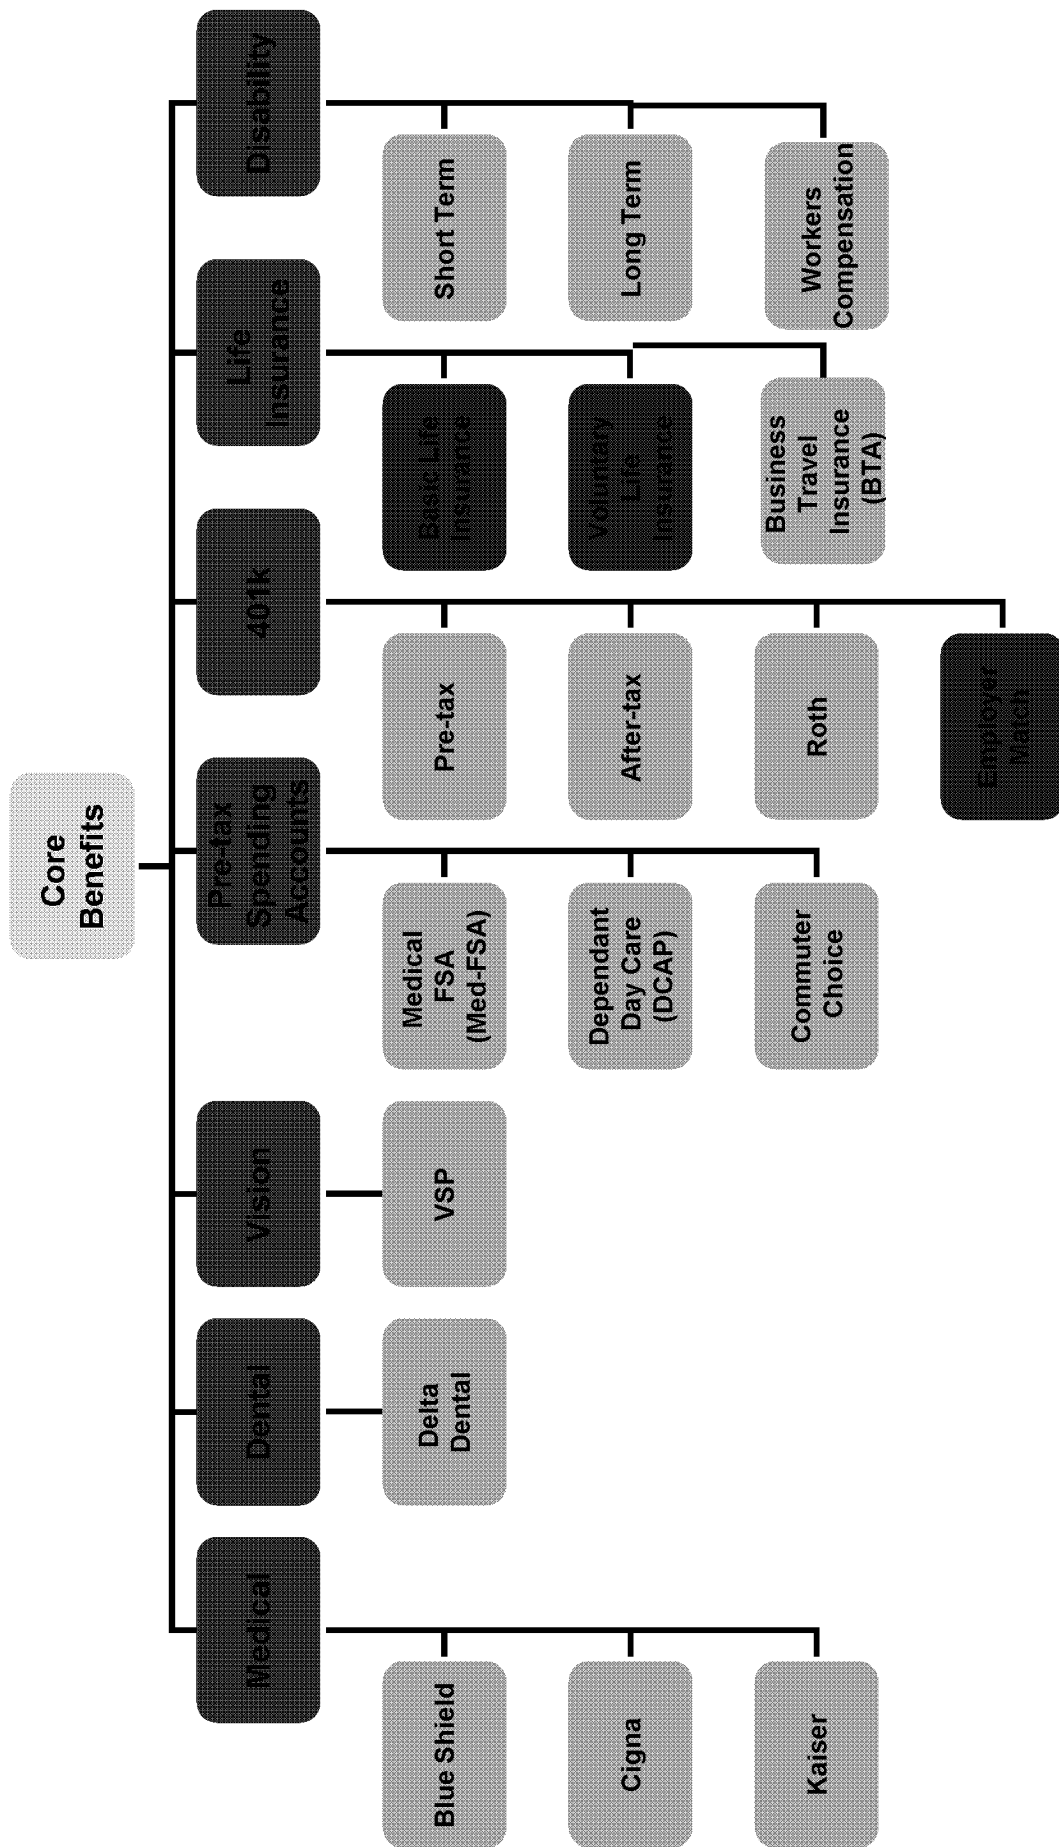 Core
Benefits
Medical
Dental
Vision
Pre-tax
Spending
Accounts
401k
Life
Insurance
Disability
Blue Shield
Cigna
Kaiser
Delta
Dental
VSP
Medical
FSA
(Med-FSA)
Dependant
Day Care
(DCAP)
Commuter
Choice
Pre-tax
After-tax
Roth
Employer
Match
Basic Life
Insurance
Voluntary
Life
Insurance
Business
Travel
Insurance
(BTA)
Short Term
Long Term
Workers
Compensation